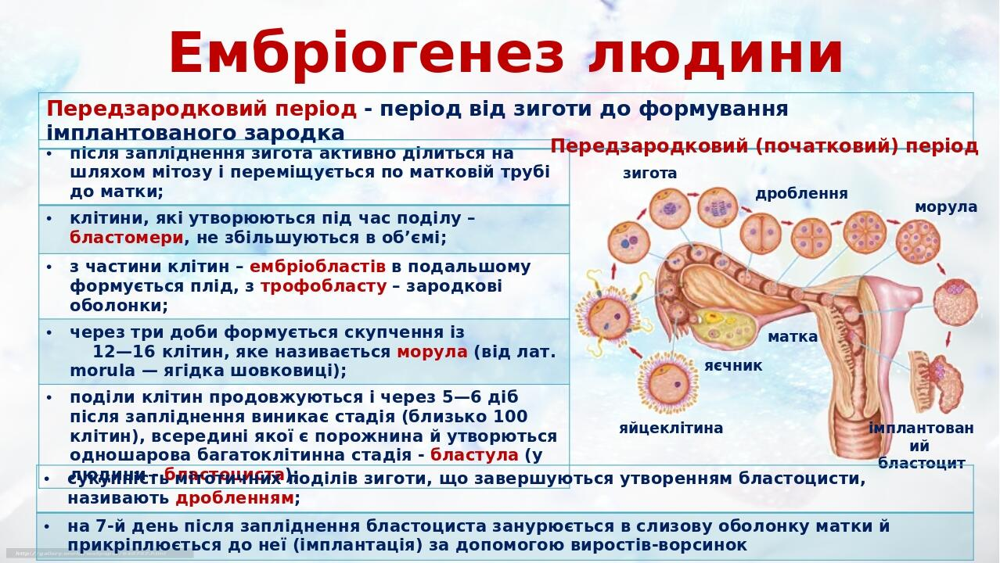 Ембріогенез людини
Передзародковий період - період від зиготи до формування
імплантованого зародка
• після запліднення зигота активно ділиться на
шляхом мітозу і переміщується по матковій трубі
до матки;
• клітини, які утворюються під час поділу –
бластомери, не збільшуються в об’ємі;
• з частини клітин – ембріобластів в подальшому
формується плід, з трофобласту – зародкові
оболонки;
• через три доби формується скупчення із
12—16 клітин, яке називається морула (від лат.
morula — ягідка шовковиці);
• поділи клітин продовжуються і через 5—6 діб
після запліднення виникає стадія (близько 100
клітин), всередині якої є порожнина й утворються
одношарова багатоклітинна стадія - бластула (у
людини - бластоциста);
Передзародковий (початковий) період
зигота
дроблення
морула
матка
яєчник
яйцеклітина
імплантован
ий
бластоцит
• сукупність мітотичних поділів зиготи, що завершуються утворенням бластоцисти,
називають дробленням;
• на 7-й день після запліднення бластоциста занурюється в слизову оболонку матки й
прикріплюється до неї (імплантація) за допомогою виростів-ворсинок